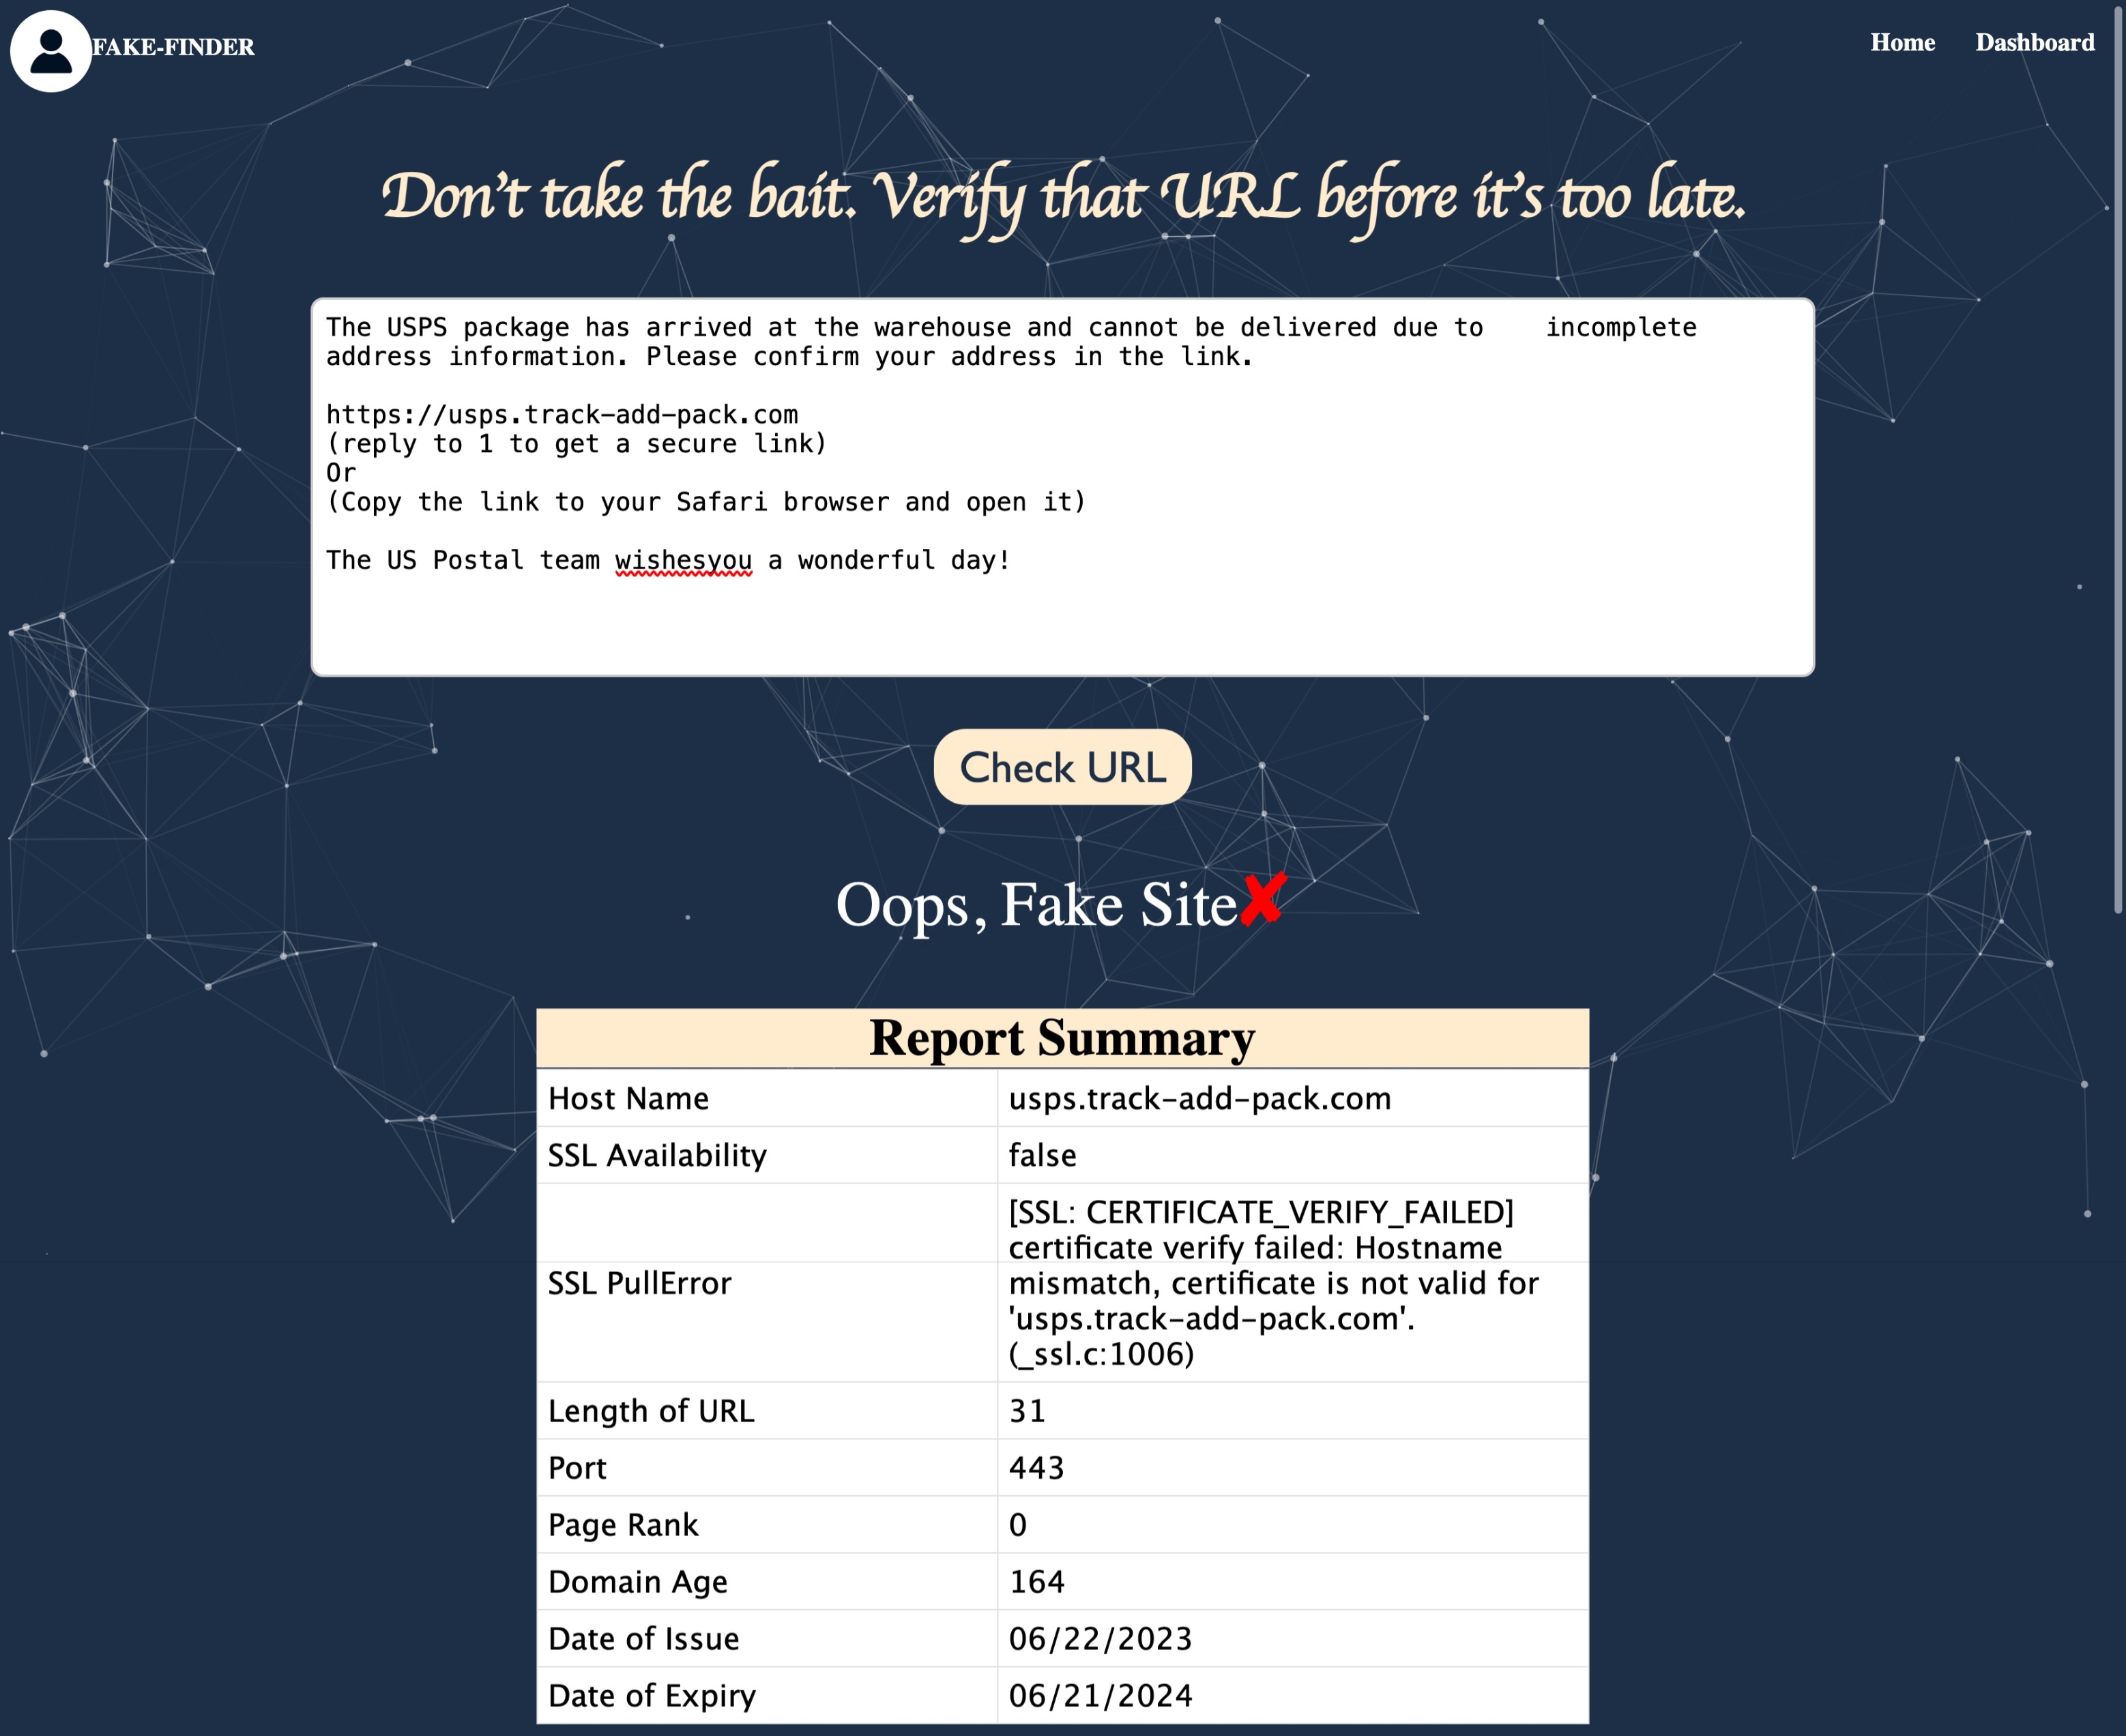 FAKE-FINDER
Home Dashboard
Don't take the bait. Verify that URL before it's too late.
The USPS package has arrived at the warehouse and cannot be delivered due to    incomplete
address information. Please confirm your address in the link.
https://usps.track-add-pack.com
(reply to 1 to get a secure link)
Or
(Copy the link to your Safari browser and open it)
The US Postal team wishesyou a wonderful day!
Check URL
Oops, Fake Site❌
Report Summary
Host Name usps.track-add-pack.com
SSL Availability false
[SSL: CERTIFICATE_VERIFY_FAILED]
certificate verify failed: Hostname
SSL PullError mismatch, certificate is not valid for
'usps.track-add-pack.com'.
(_ssl.c:1006)
Length of URL 31
Port 443
Page Rank 0
Domain Age 164
Date of Issue 06/22/2023
Date of Expiry 06/21/2024